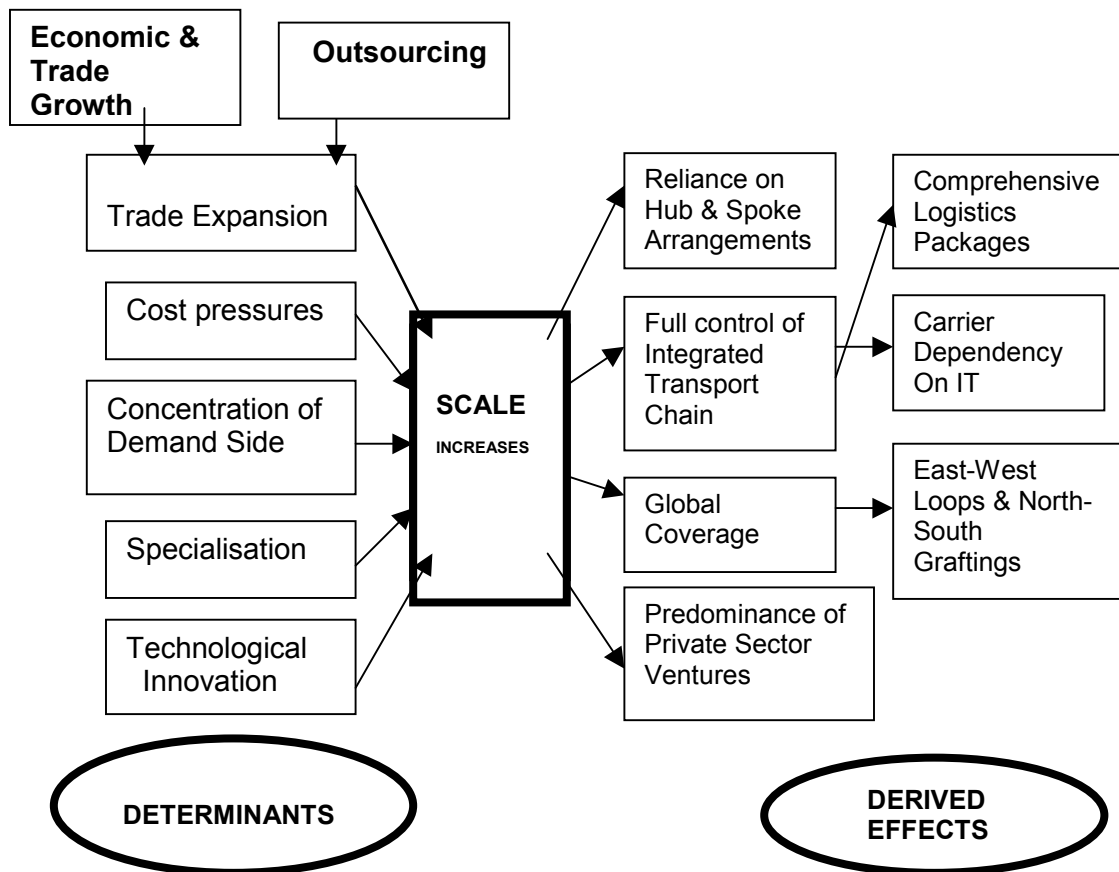 Economic &
Trade
Growth
Outsourcing
Trade Expansion
Cost pressures
Concentration of
Demand Side
Specialisation
Technological
Innovation
SCALE
INCREASES
Reliance on
Hub & Spoke
Arrangements
Full control of
Integrated
Transport
Chain
Global
Coverage
Predominance of
Private Sector
Ventures
Comprehensive
Logistics
Packages
Carrier
Dependency
On IT
East-West
Loops & North-
South
Graftings
DETERMINANTS
DERIVED
EFFECTS